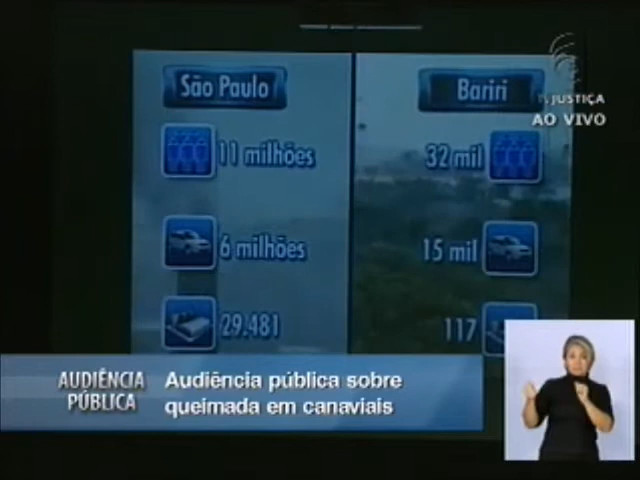 São Paulo
Bariri
TV JUSTIÇA
AO VIVO
11 milhões
32 mil
6 milhões
15 mil
29.481
117
AUDIÊNCIA
PÚBLICA
Audiência pública sobre
queimada em canaviais